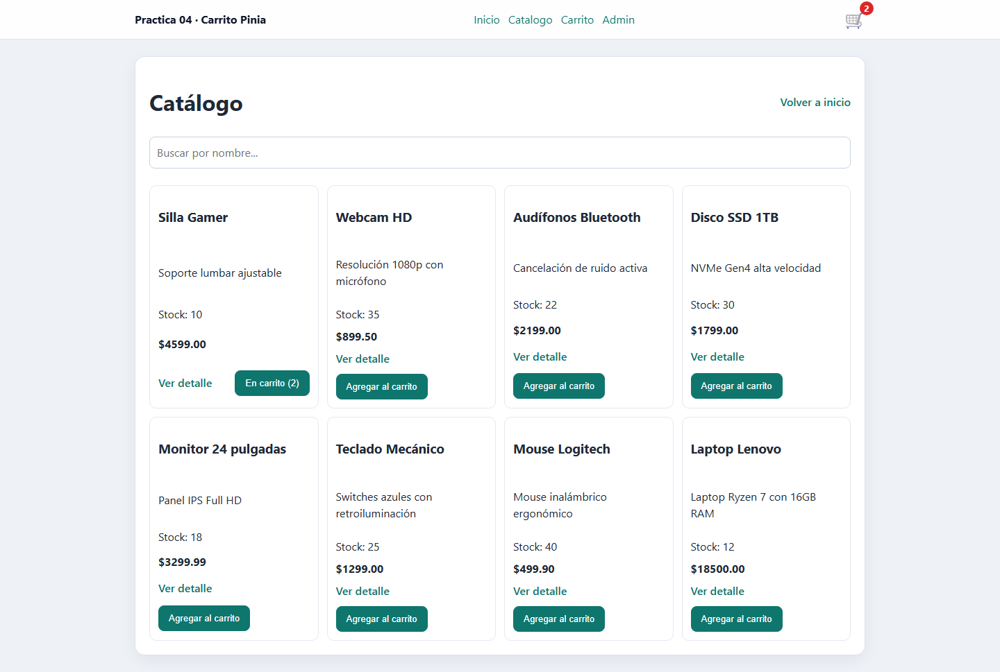 Practica 04 · Carrito Pinia
Inicio Catalogo Carrito Admin
2
Catálogo
Volver a inicio
Buscar por nombre...
Silla Gamer
Soporte lumbar ajustable
Stock: 10
$4599.00
Ver detalle
En carrito (2)
Webcam HD
Resolución 1080p con
micrófono
Stock: 35
$899.50
Ver detalle
Agregar al carrito
Audífonos Bluetooth
Cancelación de ruido activa
Stock: 22
$2199.00
Ver detalle
Agregar al carrito
Disco SSD 1TB
NVMe Gen4 alta velocidad
Stock: 30
$1799.00
Ver detalle
Agregar al carrito
Monitor 24 pulgadas
Panel IPS Full HD
Stock: 18
$3299.99
Ver detalle
Agregar al carrito
Teclado Mecánico
Switches azules con
retroiluminación
Stock: 25
$1299.00
Ver detalle
Agregar al carrito
Mouse Logitech
Mouse inalámbrico
ergonómico
Stock: 40
$499.90
Ver detalle
Agregar al carrito
Laptop Lenovo
Laptop Ryzen 7 con 16GB
RAM
Stock: 12
$18500.00
Ver detalle
Agregar al carrito